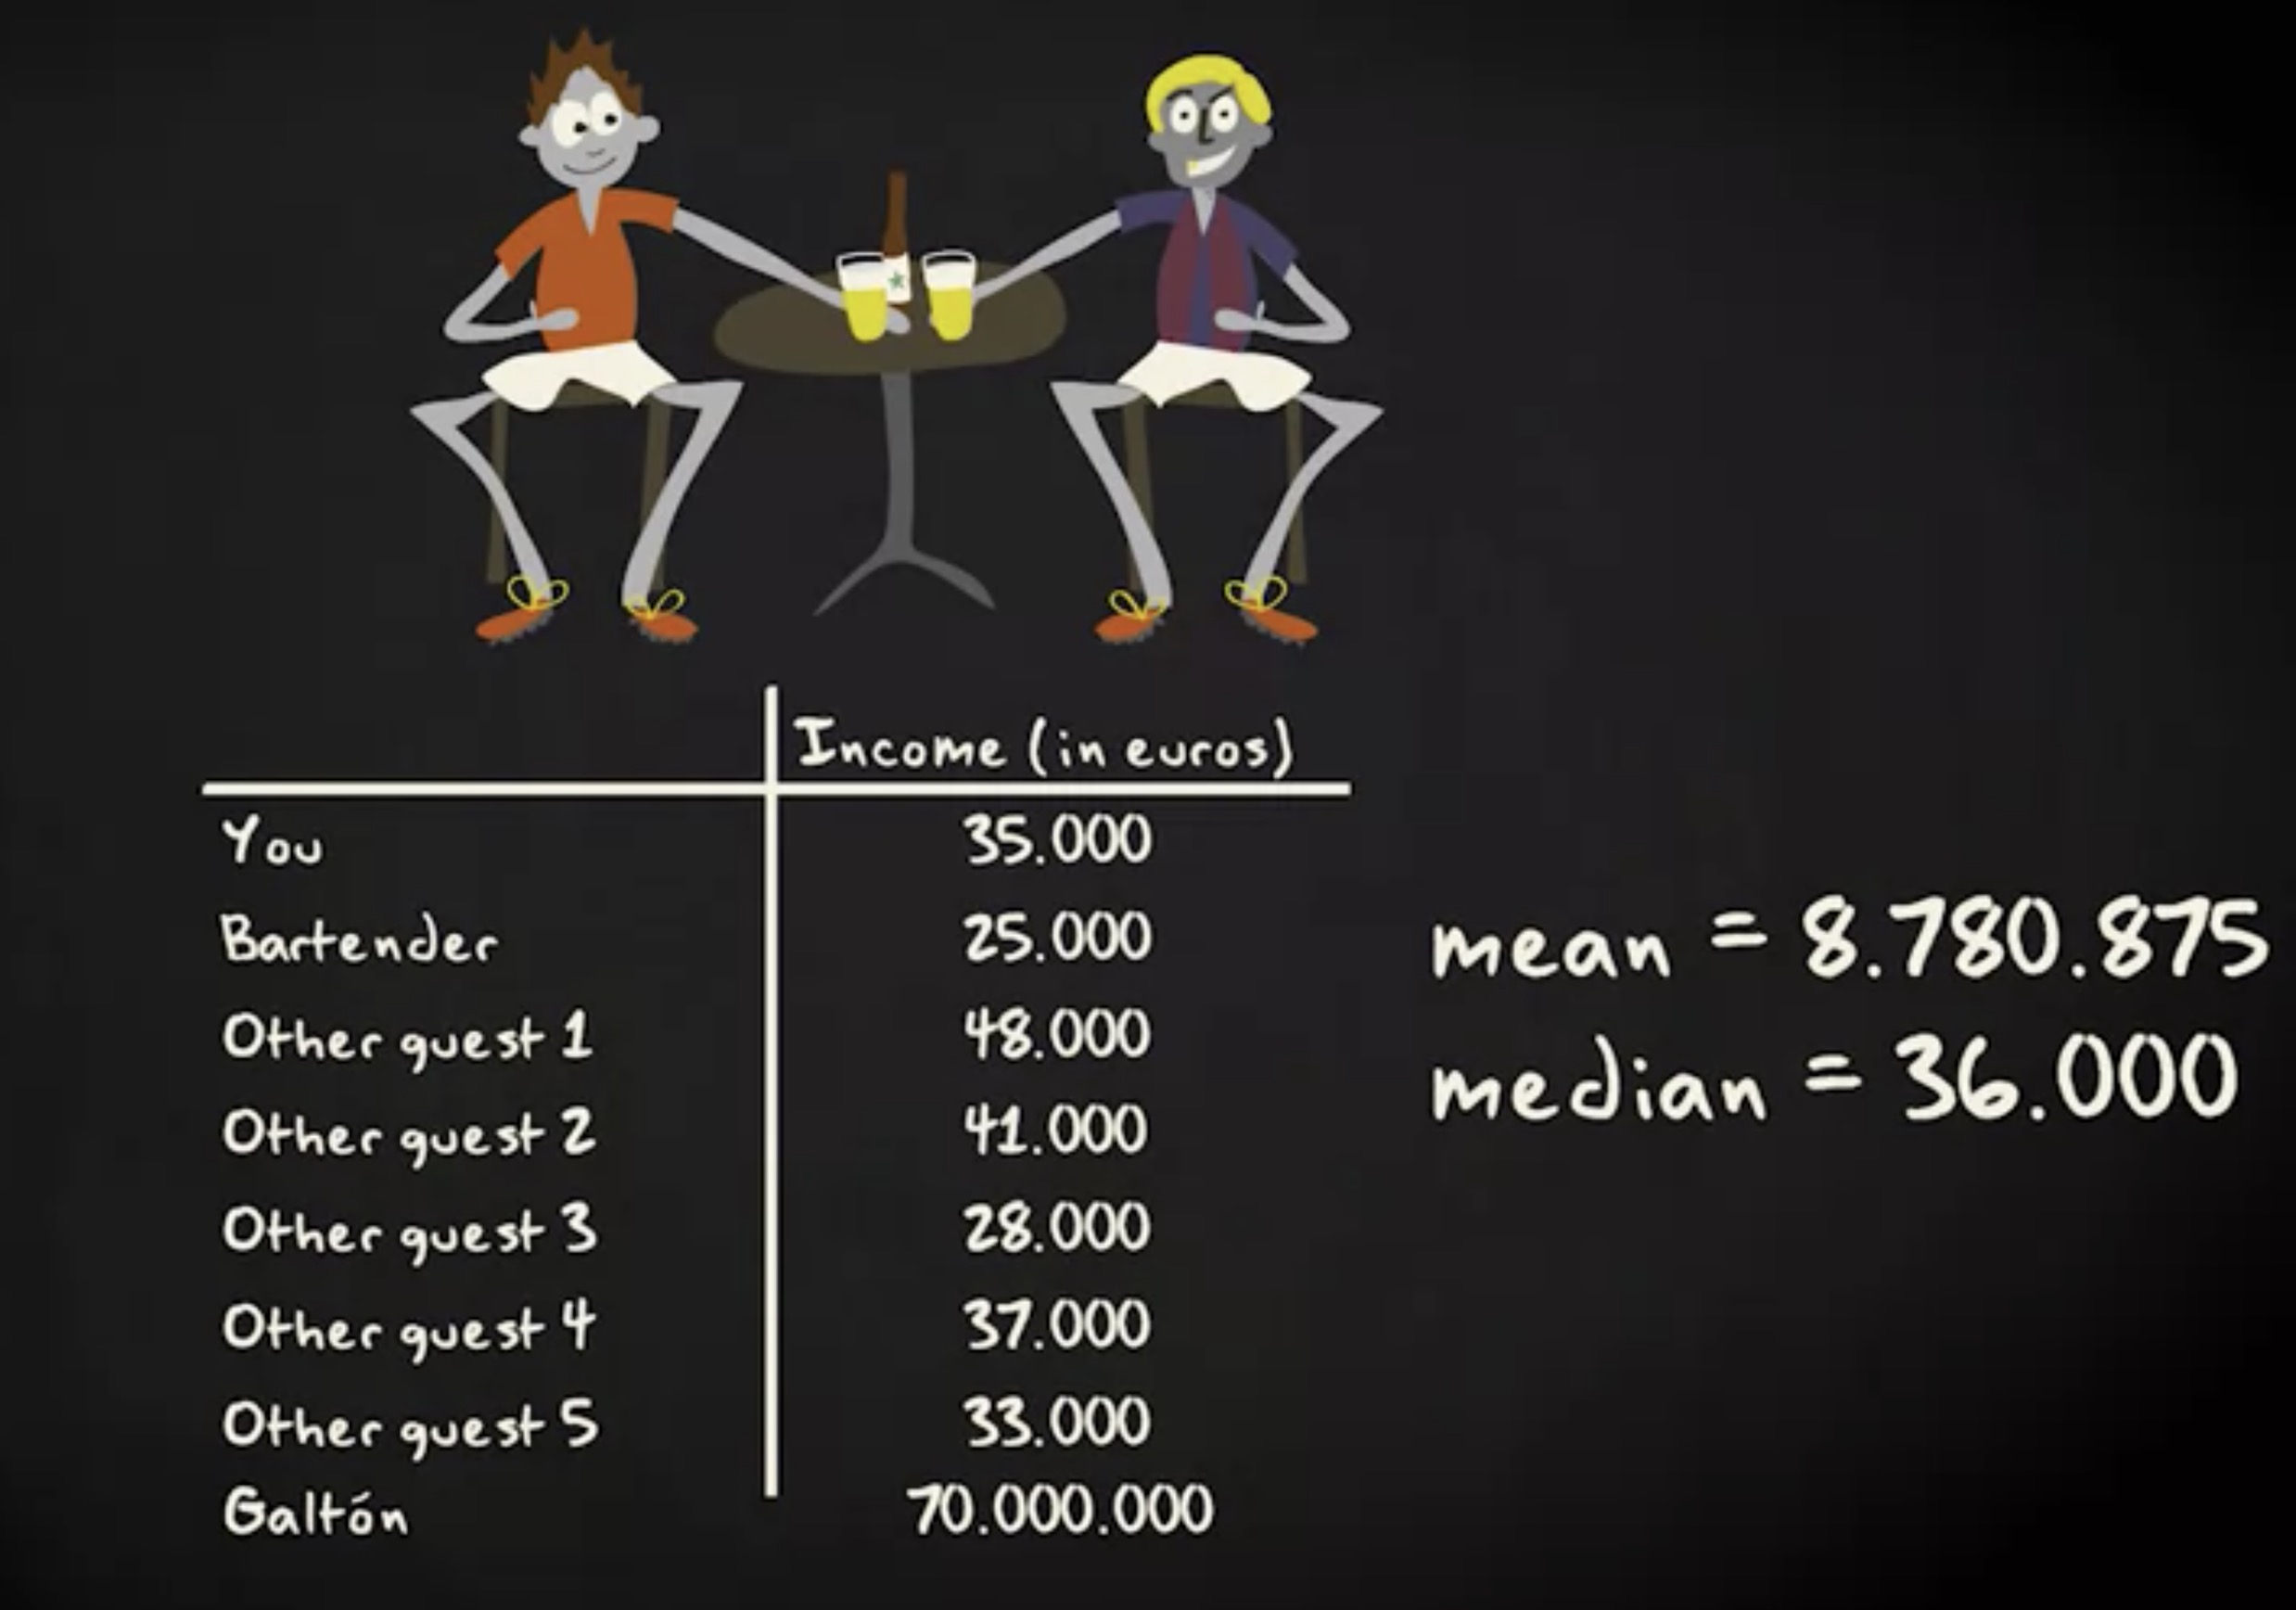 Income (in euros)
You 35.000
Bartender 25.000
Other guest 1 48.000
Other guest 2 41.000
Other guest 3 28.000
Other guest 4 37.000
Other guest 5 33.000
Galtón 70.000.000
mean = 8.780.875
median = 36.000